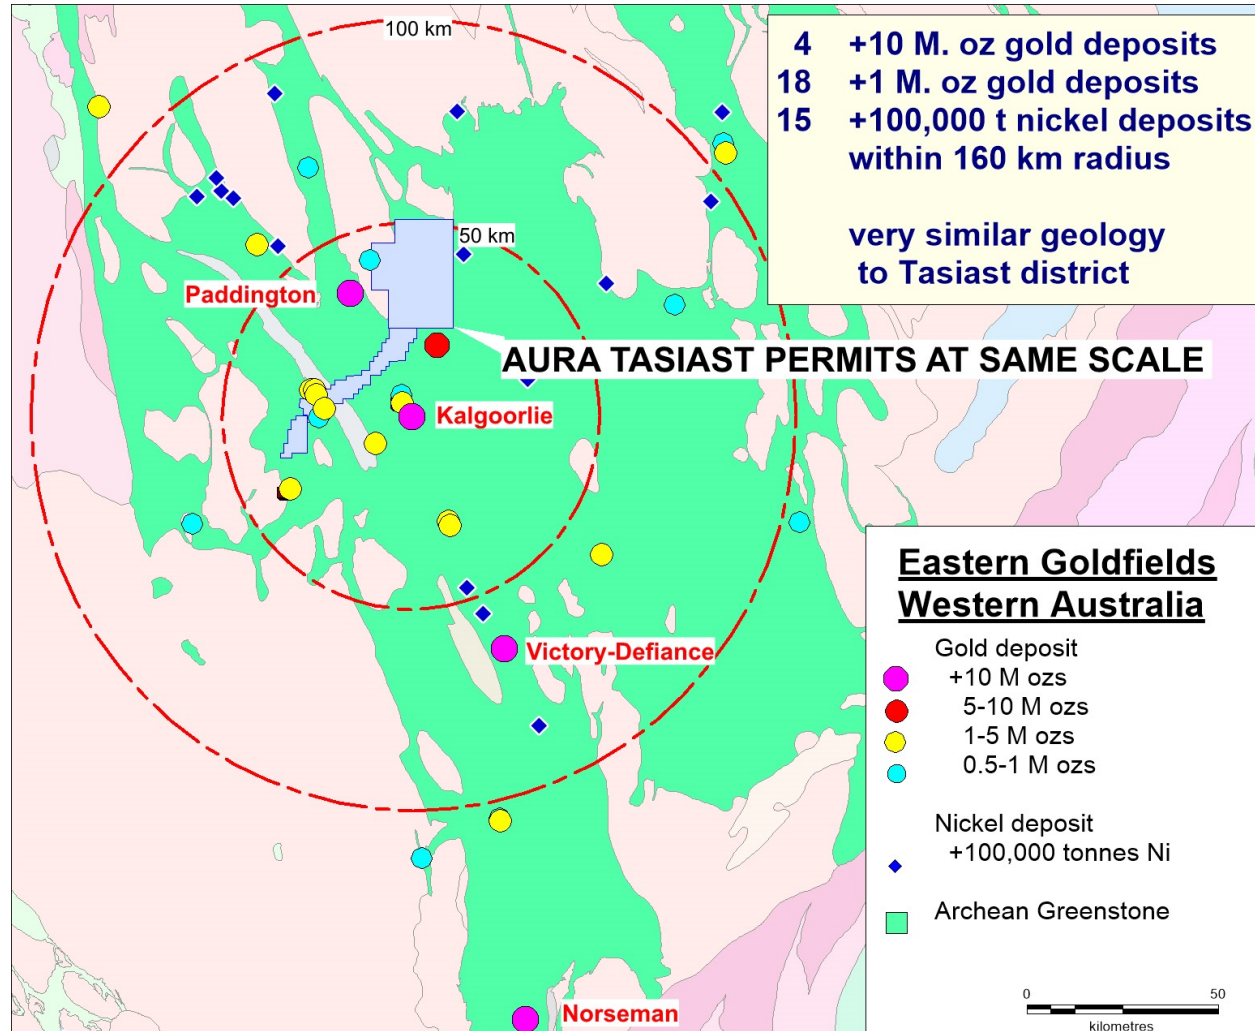 100 km
4 +10 M. oz gold deposits
18 +1 M. oz gold deposits
15 +100,000 t nickel deposits
within 160 km radius
very similar geology
to Tasiast district
50 km
Paddington
AURA TASIAST PERMITS AT SAME SCALE
Kalgoorlie
Victory-Defiance
Norseman
Eastern Goldfields
Western Australia
Gold deposit
+10 M ozs
5-10 M ozs
1-5 M ozs
0.5-1 M ozs
Nickel deposit
+100,000 tonnes Ni
Archean Greenstone
0 50
kilometres